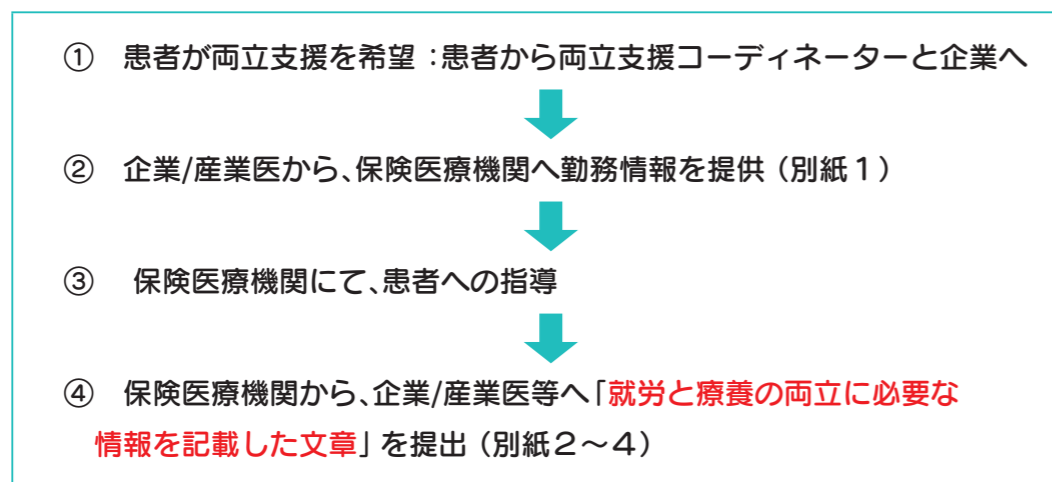 ① 患者が両立支援を希望：患者から両立支援コーディネーターと企業へ
② 企業/産業医から、保険医療機関へ勤務情報を提供（別紙１）
③ 保険医療機関にて、患者への指導
④ 保険医療機関から、企業/産業医等へ「就労と療養の両立に必要な
情報を記載した文章」を提出（別紙２～４）